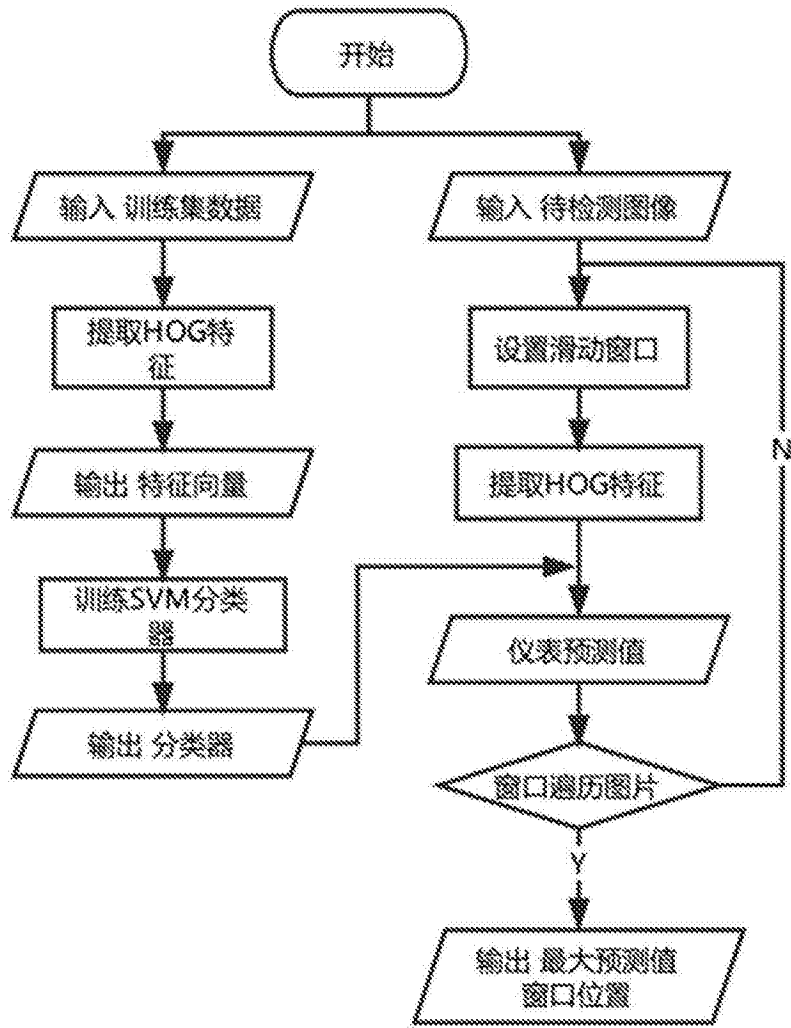 开始
输入 训练集数据
提取HOG特
征
输出 特征向量
训练SVM分类
器
输出 分类器
输入 待检测图像
设置滑动窗口
提取HOG特征
仪表预测值
窗口遍历图片
N
Y
输出 最大预测值
窗口位置